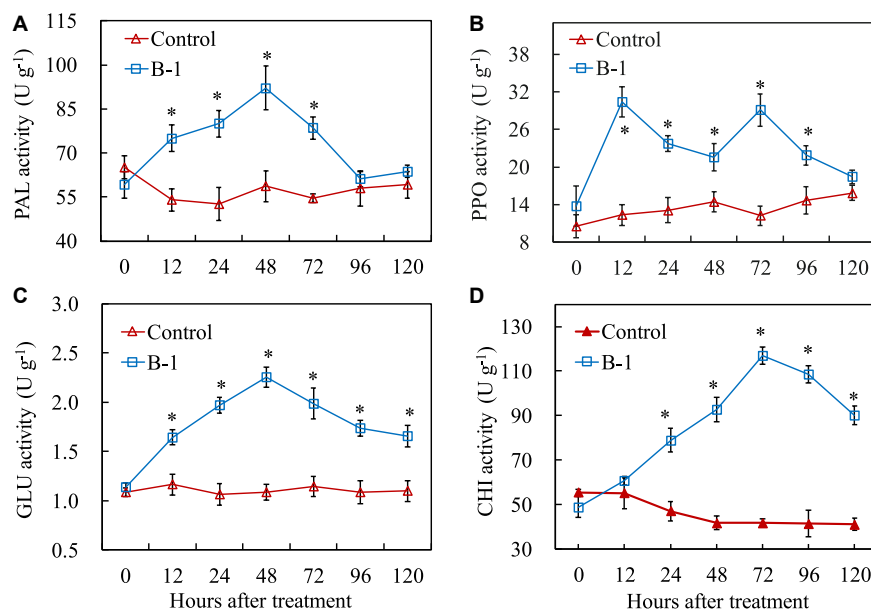 A
PAL activity (U g-1)
115
100
85
70
55
40
Control
B-1
* * * *
0 12 24 48 72 96 120
B
PPO activity (U g-1)
38
32
26
20
14
8
Control
B-1
* * * * *
0 12 24 48 72 96 120
C
GLU activity (U g-1)
3.0
2.5
2.0
1.5
1.0
0.5
Control
B-1
* * * * * *
0 12 24 48 72 96 120
Hours after treatment
D
CHI activity (U g-1)
130
110
90
70
50
30
Control
B-1
* * * * *
0 12 24 48 72 96 120
Hours after treatment